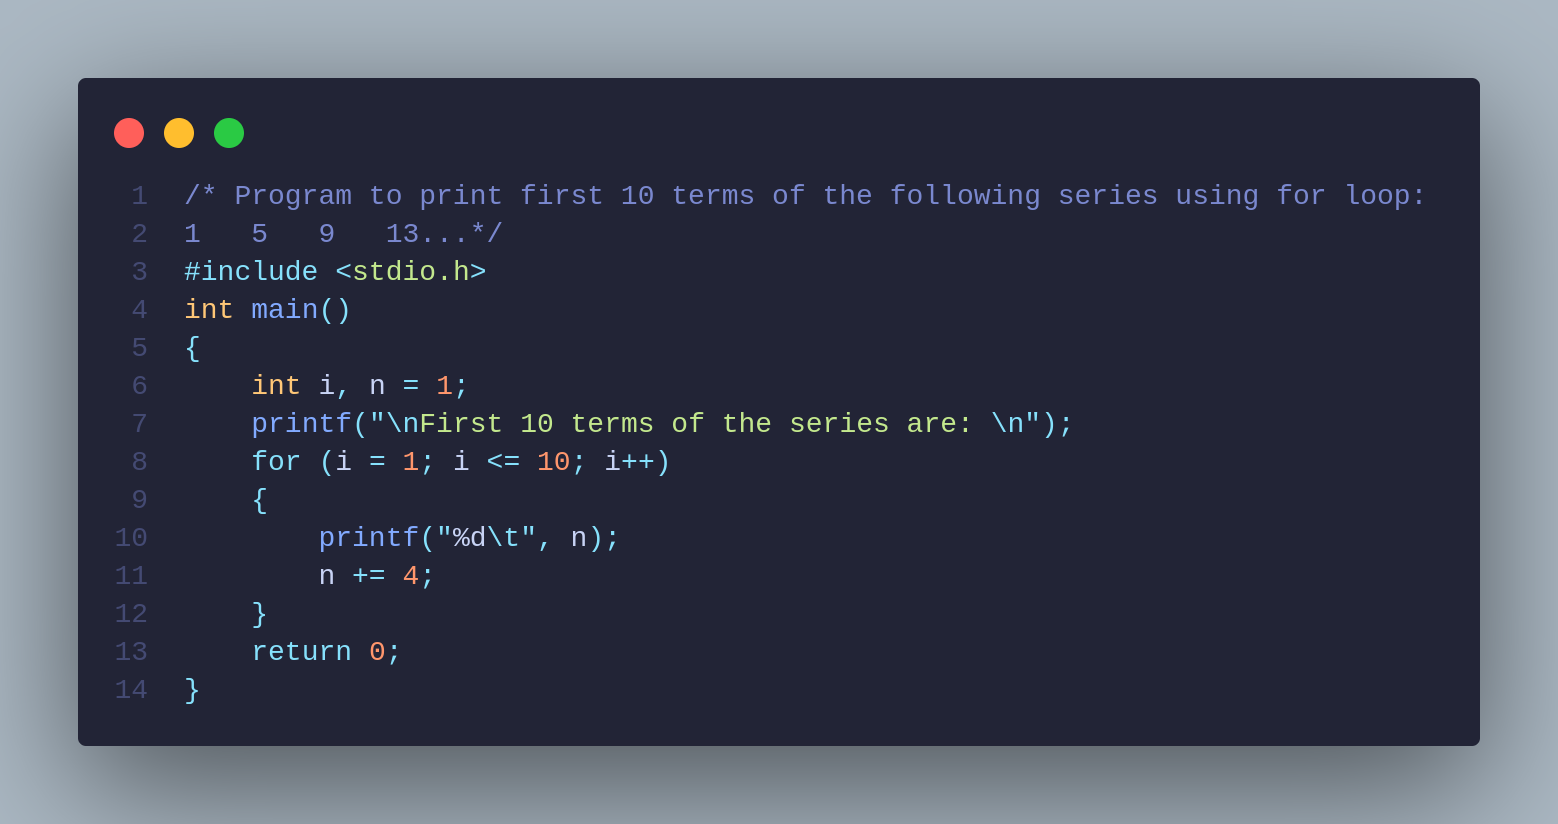 1 /* Program to print first 10 terms of the following series using for loop:
2 1   5   9   13...*/
3 #include <stdio.h>
4 int main()
5 {
6     int i, n = 1;
7     printf("\nFirst 10 terms of the series are: \n");
8     for (i = 1; i <= 10; i++)
9     {
10         printf("%d\t", n);
11         n += 4;
12     }
13     return 0;
14 }